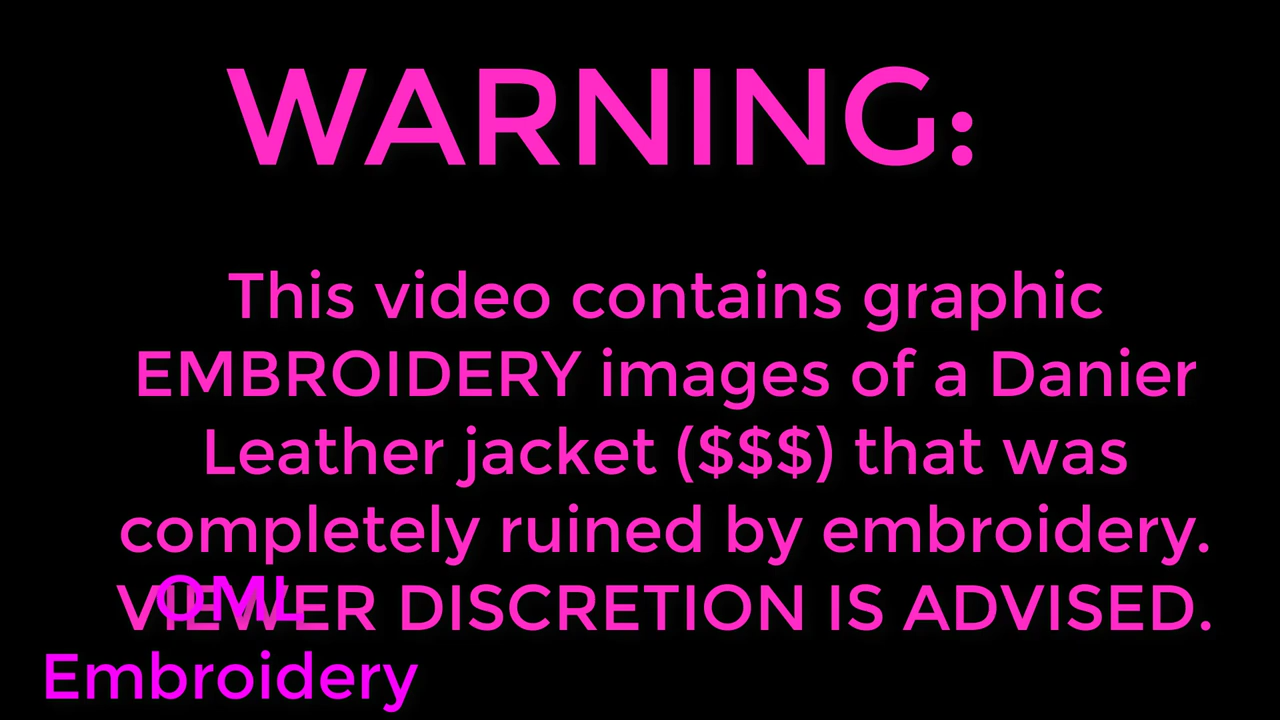 WARNING:
This video contains graphic
EMBROIDERY images of a Danier
Leather jacket ($$$) that was
completely ruined by embroidery.
VIEWER DISCRETION IS ADVISED.
OML
Embroidery